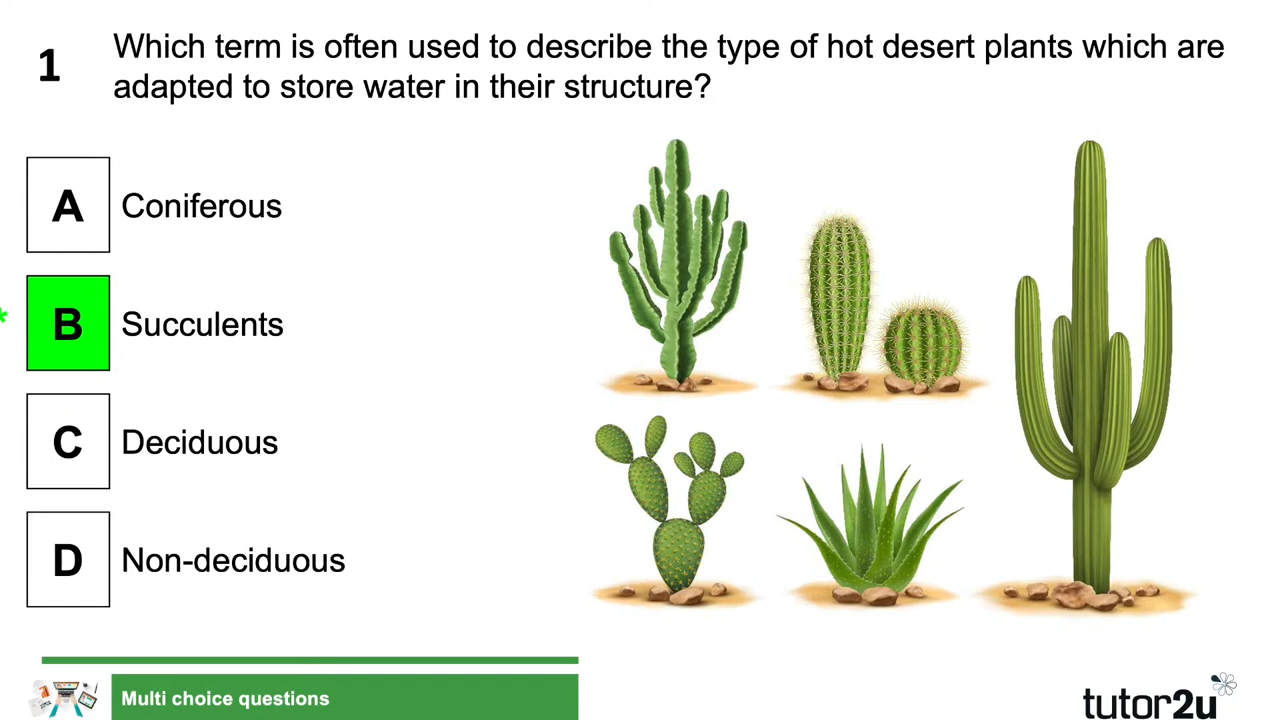 1
Which term is often used to describe the type of hot desert plants which are
adapted to store water in their structure?
A
Coniferous
*
B
Succulents
C
Deciduous
D
Non-deciduous
Multi choice questions
tutor2u